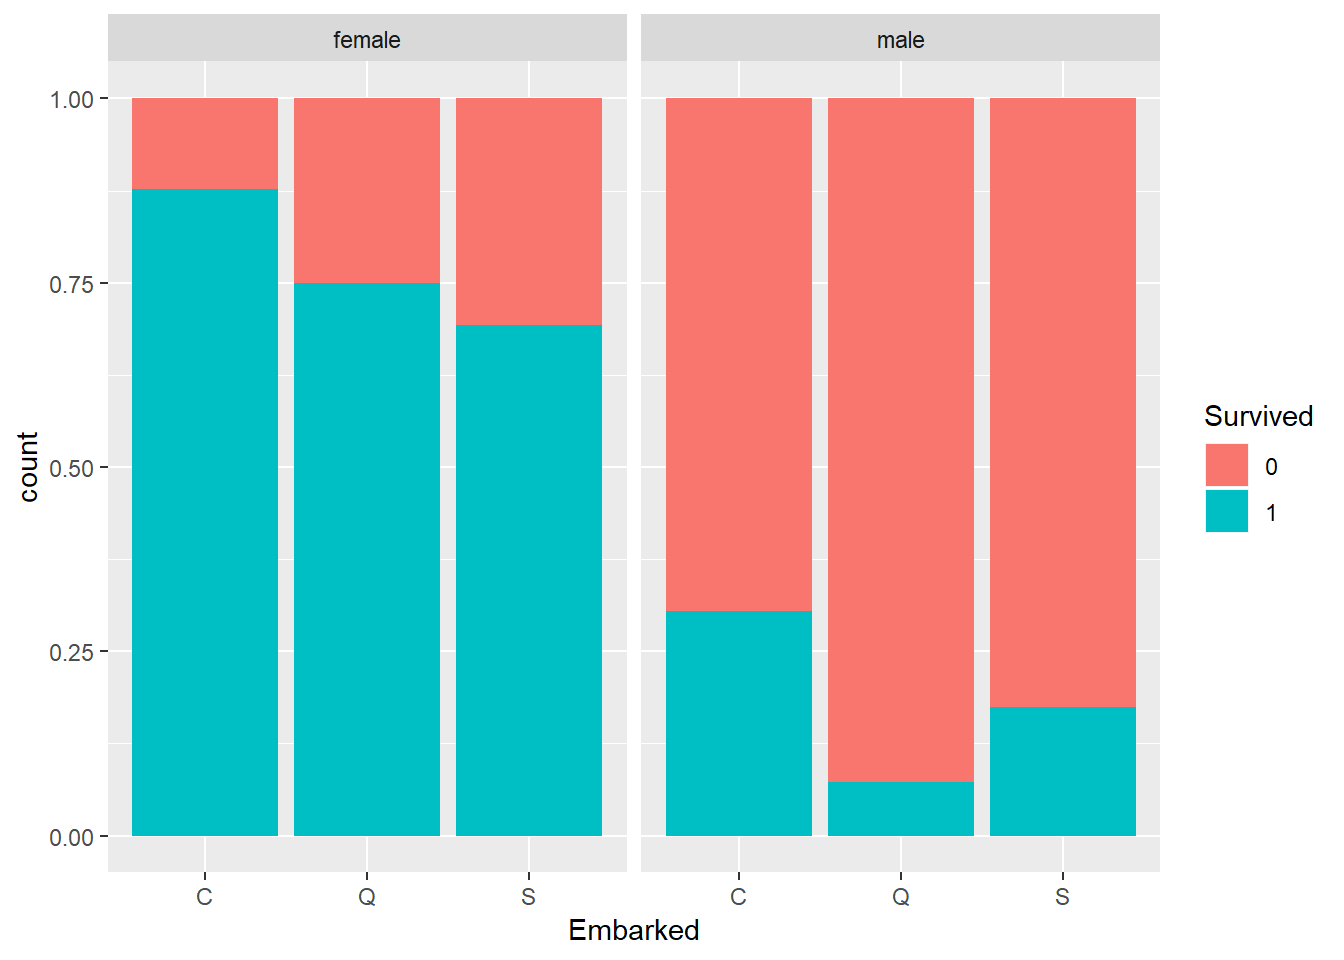 female male
1.00
0.75
0.50
0.25
0.00
count
C Q S C Q S
Embarked
Survived
0
1